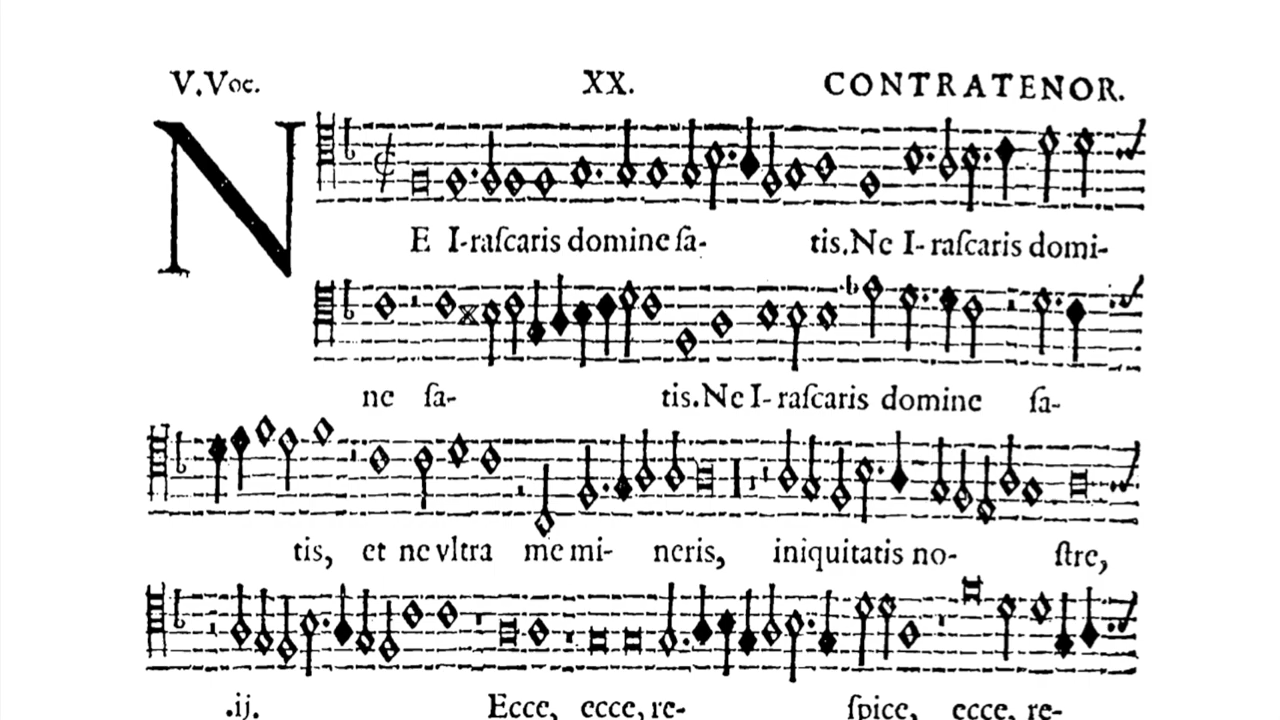 V.Voc. XX. CONTRATENOR.
NE I-raſcaris domine ſa- tis.Ne I-raſcaris domi-
ne ſa- tis.Ne I-raſcaris domine ſa-
tis, et ne vltra me mi- neris, iniquitatis no- ſtre,
.ij. Ecce, ecce, re- ſpice, ecce, re-